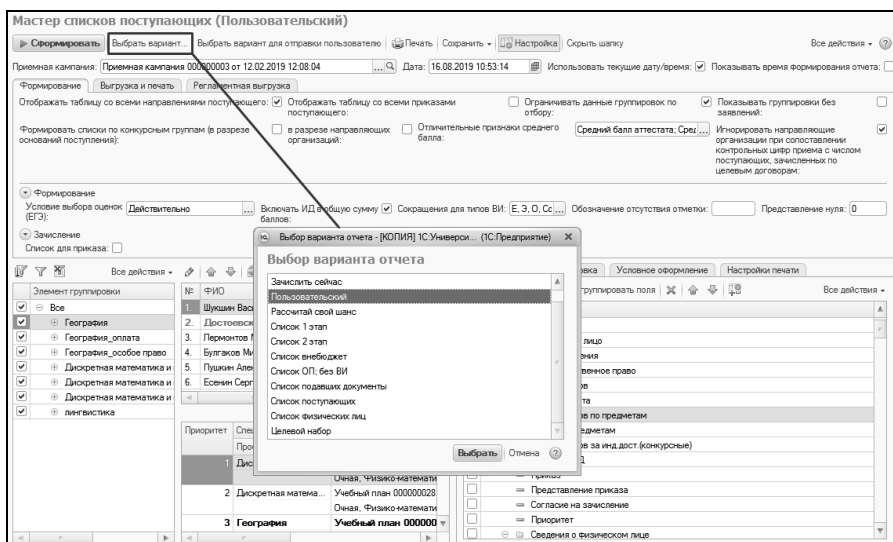 Мастер списков поступающих (Пользовательский)
Сформировать Выбрать вариант... Выбрать вариант для отправки пользователю Печать Сохранить Настройка Скрыть шапку Все действия
Приемная кампания: Приемная кампания 000000003 от 12.02.2019 12:08:04 ... Дата: 16.08.2019 10:53:14 Использовать текущие дату/время: Показывать время формирования отчета:
Формирование Выгрузка и печать Регламентная выгрузка
Отображать таблицу со всеми направлениями поступающего: Отображать таблицу со всеми приказами поступающего: Ограничивать данные группировок по отбору: Показывать группировки без заявлений:
Формировать списки по конкурсным группам (в разрезе оснований поступления): в разрезе направляющих организаций: Отличительные признаки среднего балла: Средний балл аттестата; Сред ... Игнорировать направляющие организации при сопоставлении контрольных цифр приема с числом поступающих, зачисленных по целевым договорам:
Формирование
Условие выбора оценок (ЕГЭ): Действительно ... Включать ИД в общую сумму баллов: Сокращения для типов ВИ: Е, Э, О, Сс ... Обозначение отсутствия отметки: Представление нуля: 0
Зачисление
Список для приказа:
Все действия
Элемент группировки
Все
География
География_оплата
География_особое право
Дискретная математика и
Дискретная математика и
лингвистика
№ ФИО
1. Шукшин Вас
2. Достоевск
3. Лермонтов
4. Булгаков Ми
5. Пушкин Але
6. Есенин Серг
Приоритет Спец
Про
1 Дис
Очная, Физико-математи
2 Дискретная матема... Учебный план 000000028
Очная, Физико-математи
3 География Учебный план 000000
Выбор варианта отчета - [КОПИЯ] 1С:Универси... (1С:Предприятие)
Выбор варианта отчета
Зачислить сейчас
Пользовательский
Рассчитай свой шанс
Список 1 этап
Список 2 этап
Список внебюджет
Список ОП; без ВИ
Список подавших документы
Список поступающих
Список физических лиц
Целевой набор
Выбрать Отмена
вка Условное оформление Настройки печати
группировать поля Все действия
лицо
ения
венное право
ов
та
ов по предметам
едметам
ов за инд.дост.(конкурсные)
Приказ
Представление приказа
Согласие на зачисление
Приоритет
Сведения о физическом лице